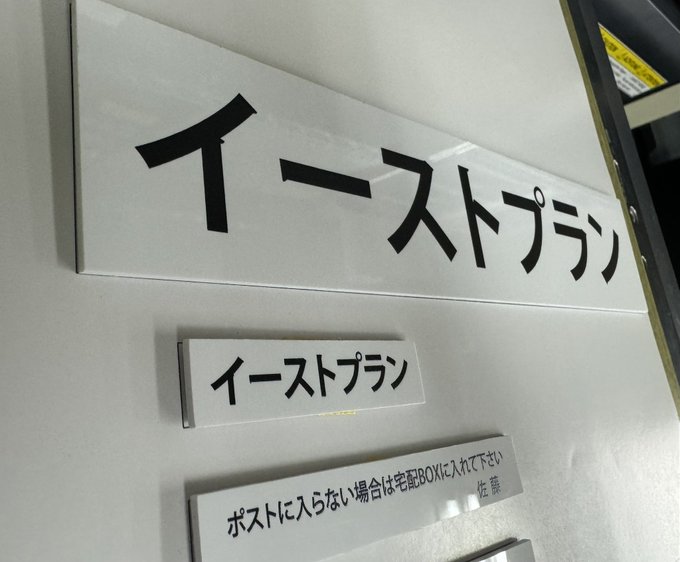 イーストプラン
イーストプラン
ポストに入らない場合は宅配BOXに入れて下さい
佐藤